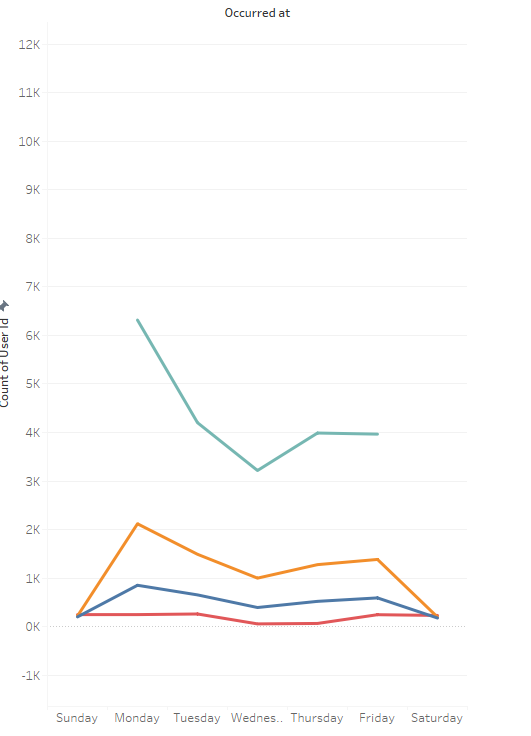 Occurred at
12K
11K
10K
9K
8K
7K
6K
5K
4K
3K
2K
1K
0K
-1K
Count of User Id
Sunday Monday Tuesday Wednes.. Thursday Friday Saturday